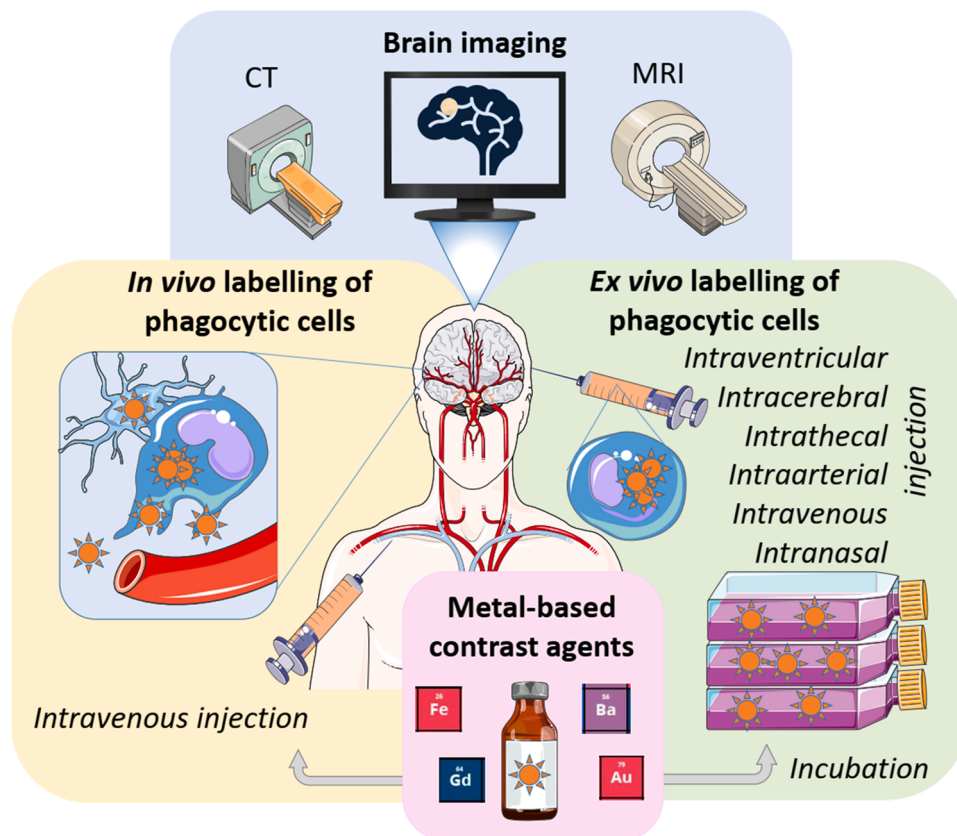 Brain imaging
CT
MRI
In vivo labelling of
phagocytic cells
Ex vivo labelling of
phagocytic cells
Intraventricular
Intracerebral
Intrathecal
Intraarterial
Intravenous
Intranasal
injection
Metal-based
contrast agents
26
Fe
56
Ba
64
Gd
79
Au
Intravenous injection
Incubation